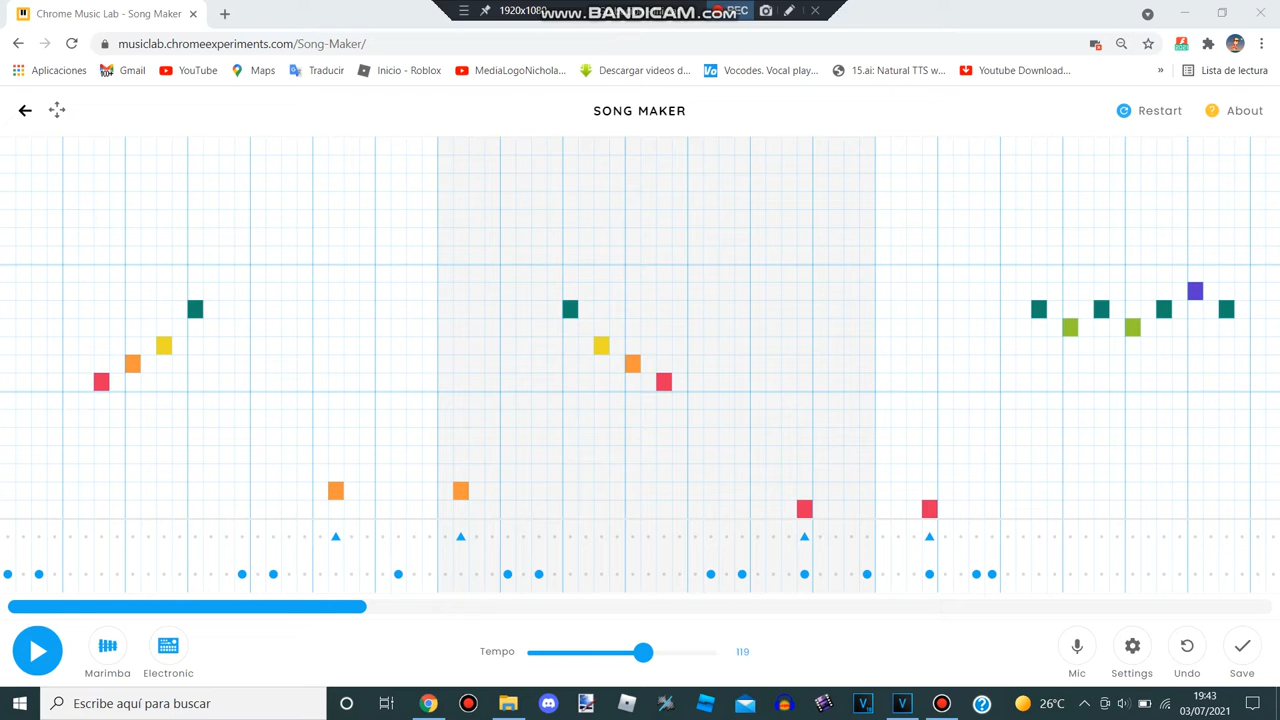 Chrome Music Lab - Song Maker
1920x1080
www.BANDICAM.com
REC
musiclab.chromeexperiments.com/Song-Maker/
Aplicaciones
Gmail
YouTube
Maps
Traducir
Inicio - Roblox
MediaLogoNichola...
Descargar videos d...
Vocodes. Vocal play...
15.ai: Natural TTS w...
Youtube Download...
»
Lista de lectura
SONG MAKER
Restart
About
Marimba
Electronic
Tempo
119
Mic
Settings
Undo
Save
Escribe aquí para buscar
26°C
19:43
03/07/2021